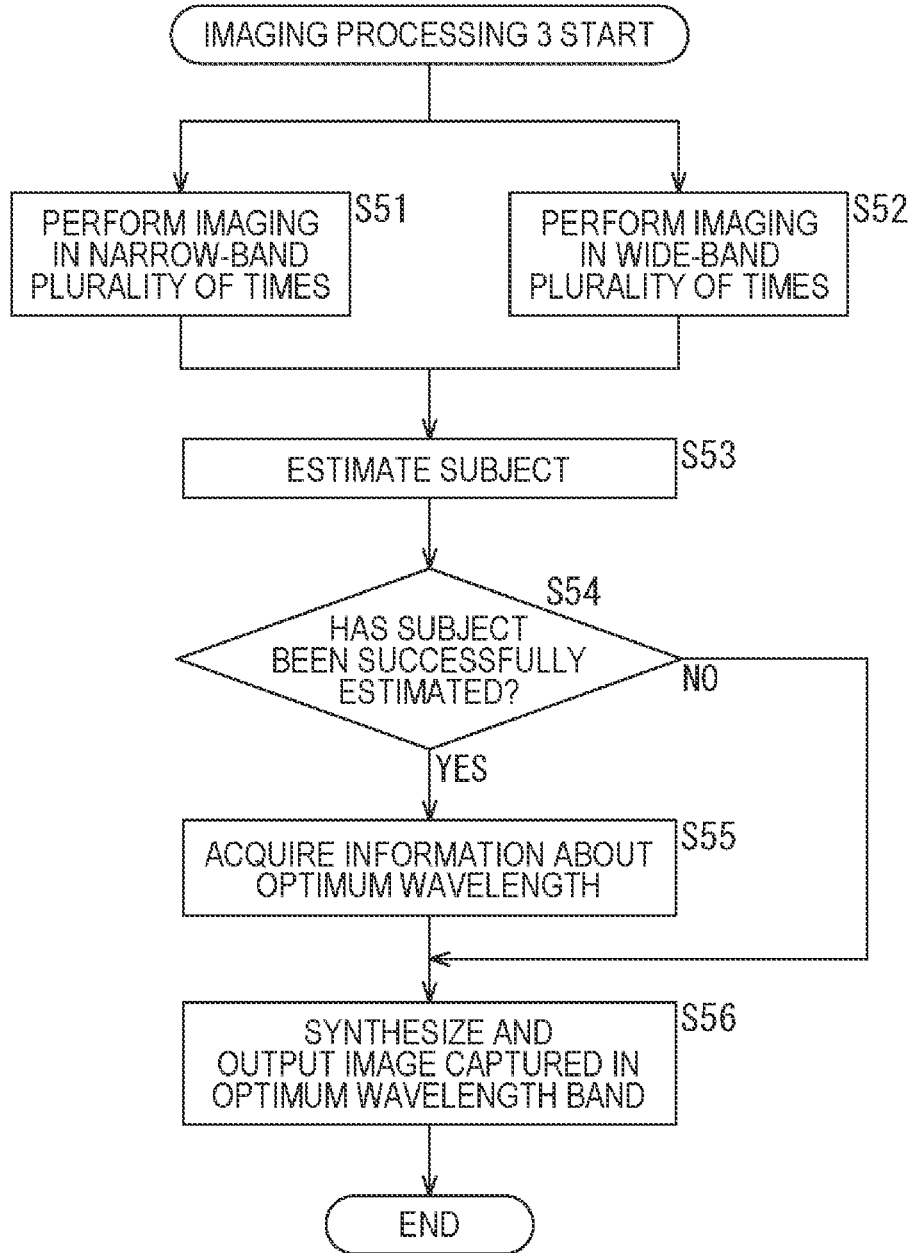 IMAGING PROCESSING 3 START
S51
PERFORM IMAGING
IN NARROW-BAND
PLURALITY OF TIMES
S52
PERFORM IMAGING
IN WIDE-BAND
PLURALITY OF TIMES
S53
ESTIMATE SUBJECT
S54
HAS SUBJECT
BEEN SUCCESSFULLY
ESTIMATED?
NO
YES
S55
ACQUIRE INFORMATION ABOUT
OPTIMUM WAVELENGTH
S56
SYNTHESIZE AND
OUTPUT IMAGE CAPTURED IN
OPTIMUM WAVELENGTH BAND
END